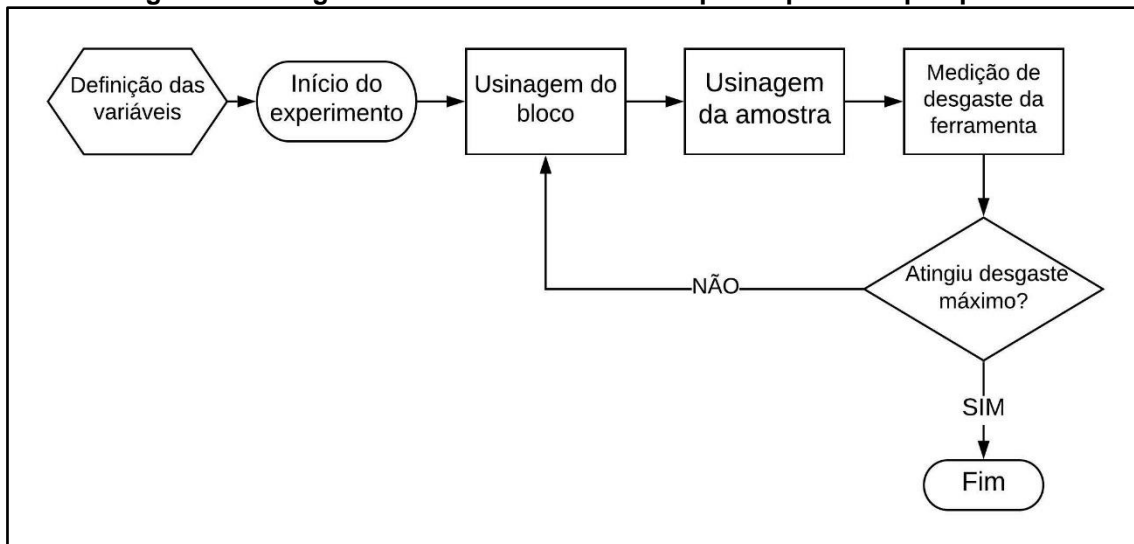 Definição das
variáveis
Início do
experimento
Usinagem do
bloco
Usinagem
da amostra
Medição de
desgaste da
ferramenta
Atingiu desgaste
máximo?
NÃO
SIM
Fim